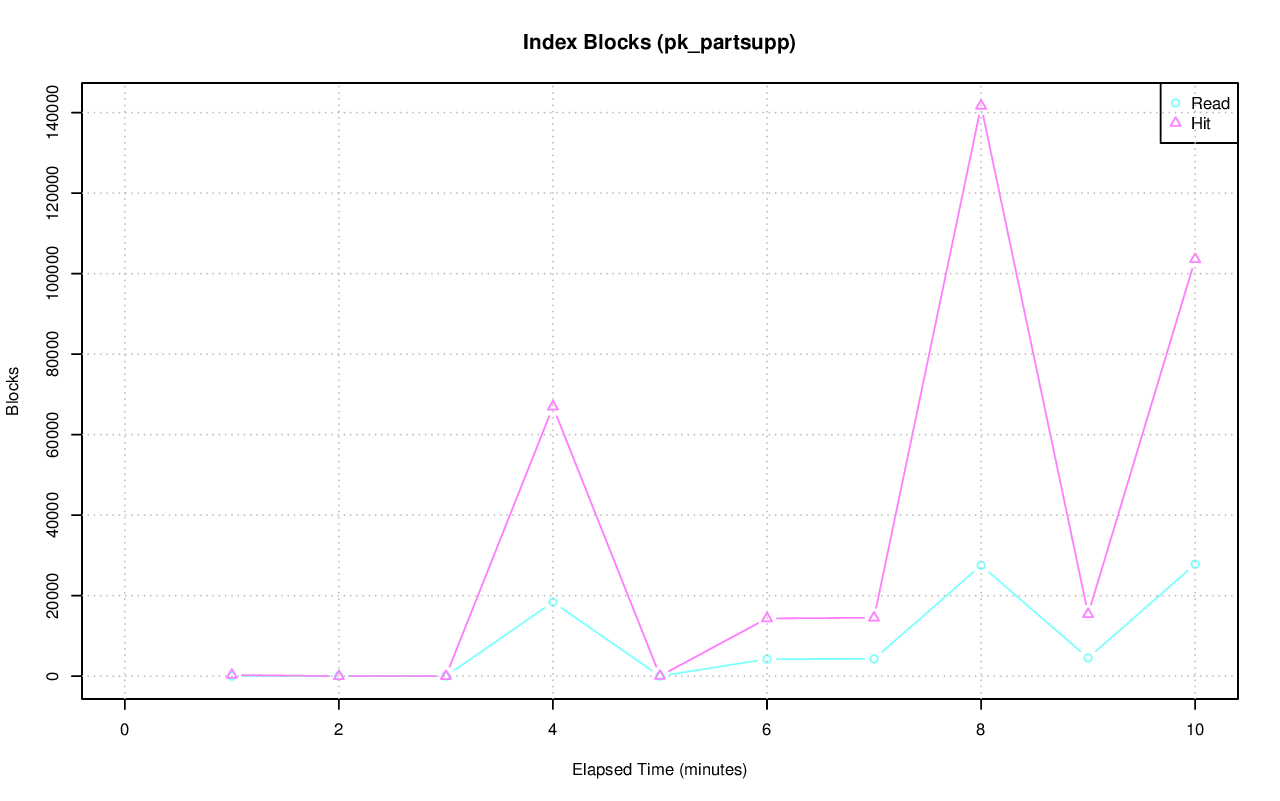 Index Blocks (pk_partsupp)
Read
Hit
140000
120000
100000
80000
60000
40000
20000
0
Blocks
0 2 4 6 8 10
Elapsed Time (minutes)